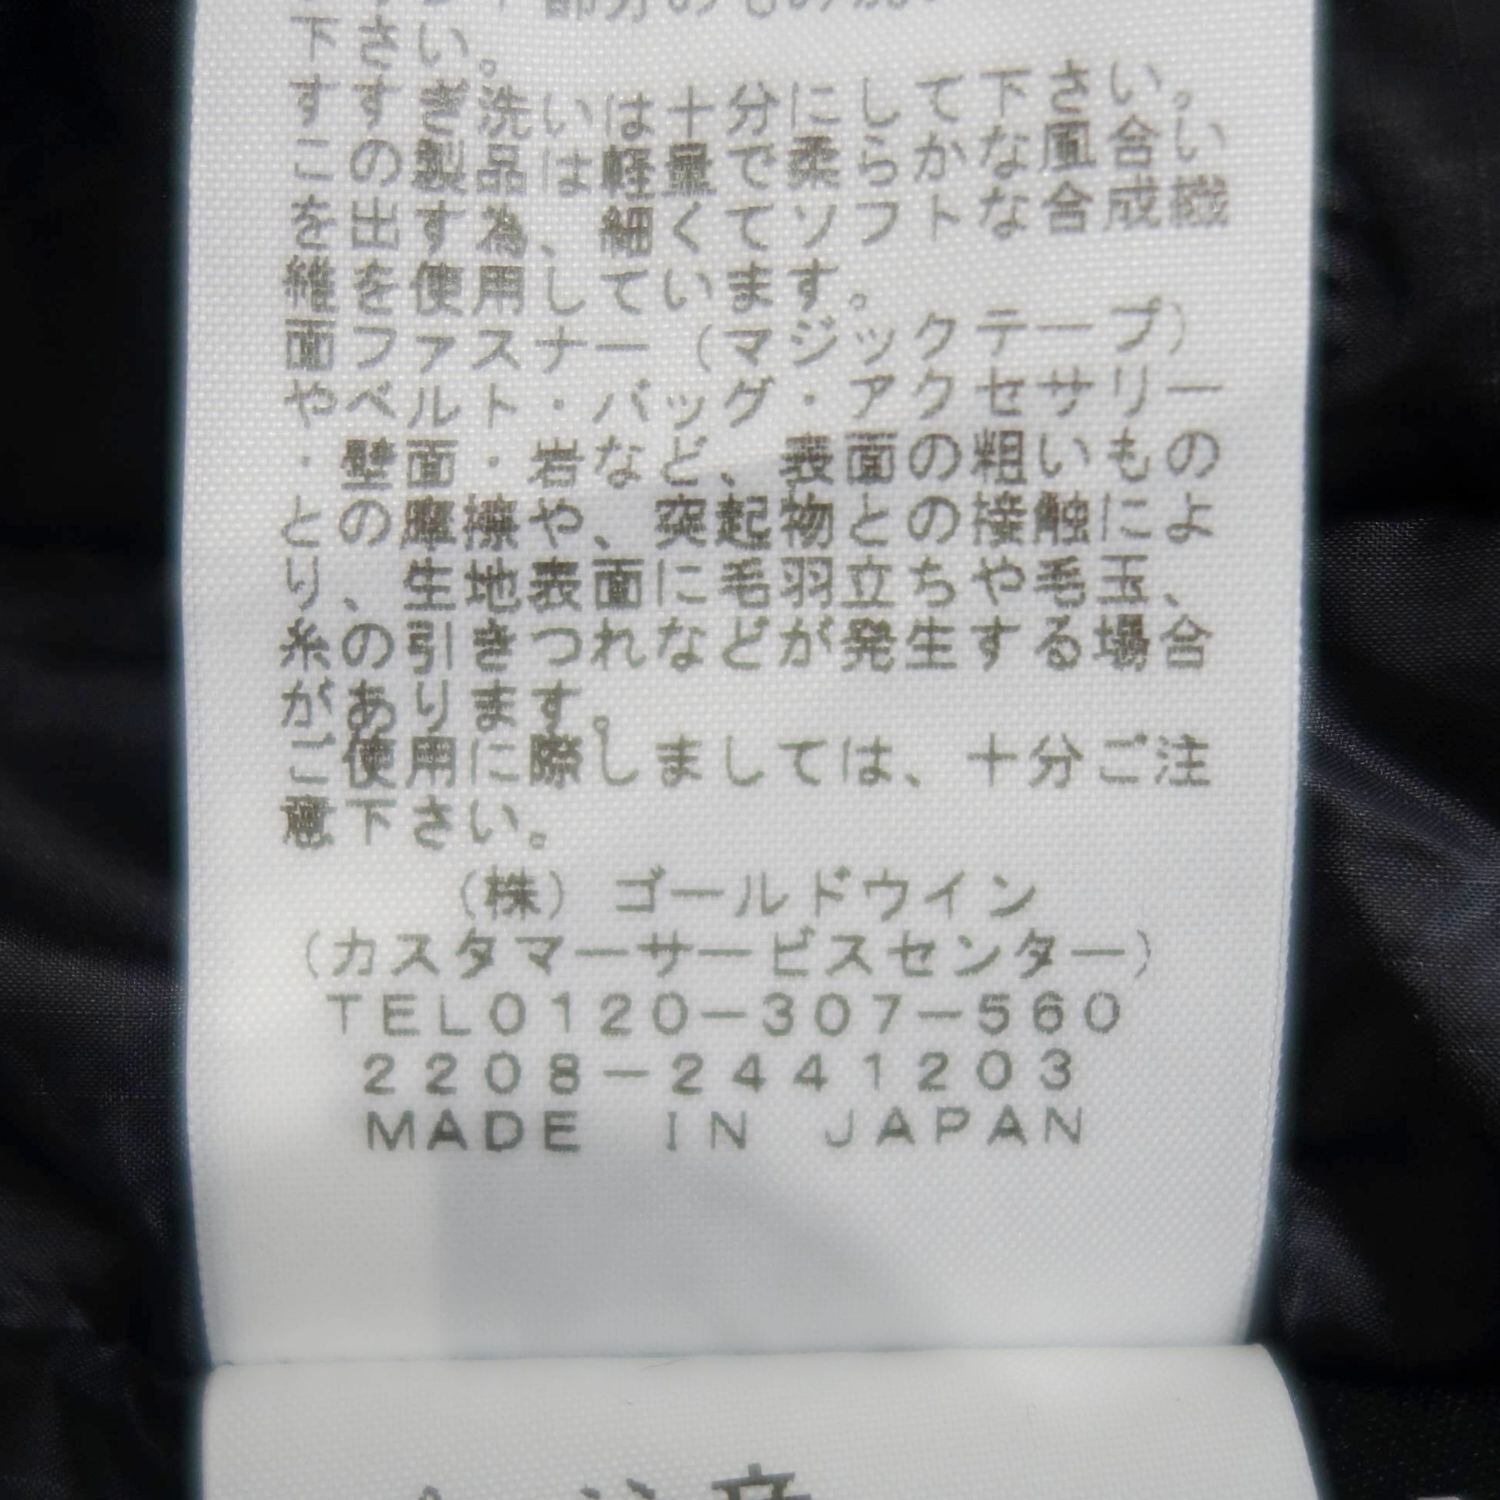 下さい。
すすぎ洗いは十分にして下さい。
この製品は軽量で柔らかな風合い
を出す為、細くてソフトな合成繊
維を使用しています。
面ファスナー（マジックテープ）
やベルト・バッグ・アクセサリー
・壁面・岩など、表面の粗いもの
との摩擦や、突起物との接触によ
り、生地表面に毛羽立ちや毛玉、
糸の引きつれなどが発生する場合
があります。
ご使用に際しましては、十分ご注
意下さい。
（株）ゴールドウイン
（カスタマーサービスセンター）
TEL0120-307-560
2208-2441203
MADE IN JAPAN